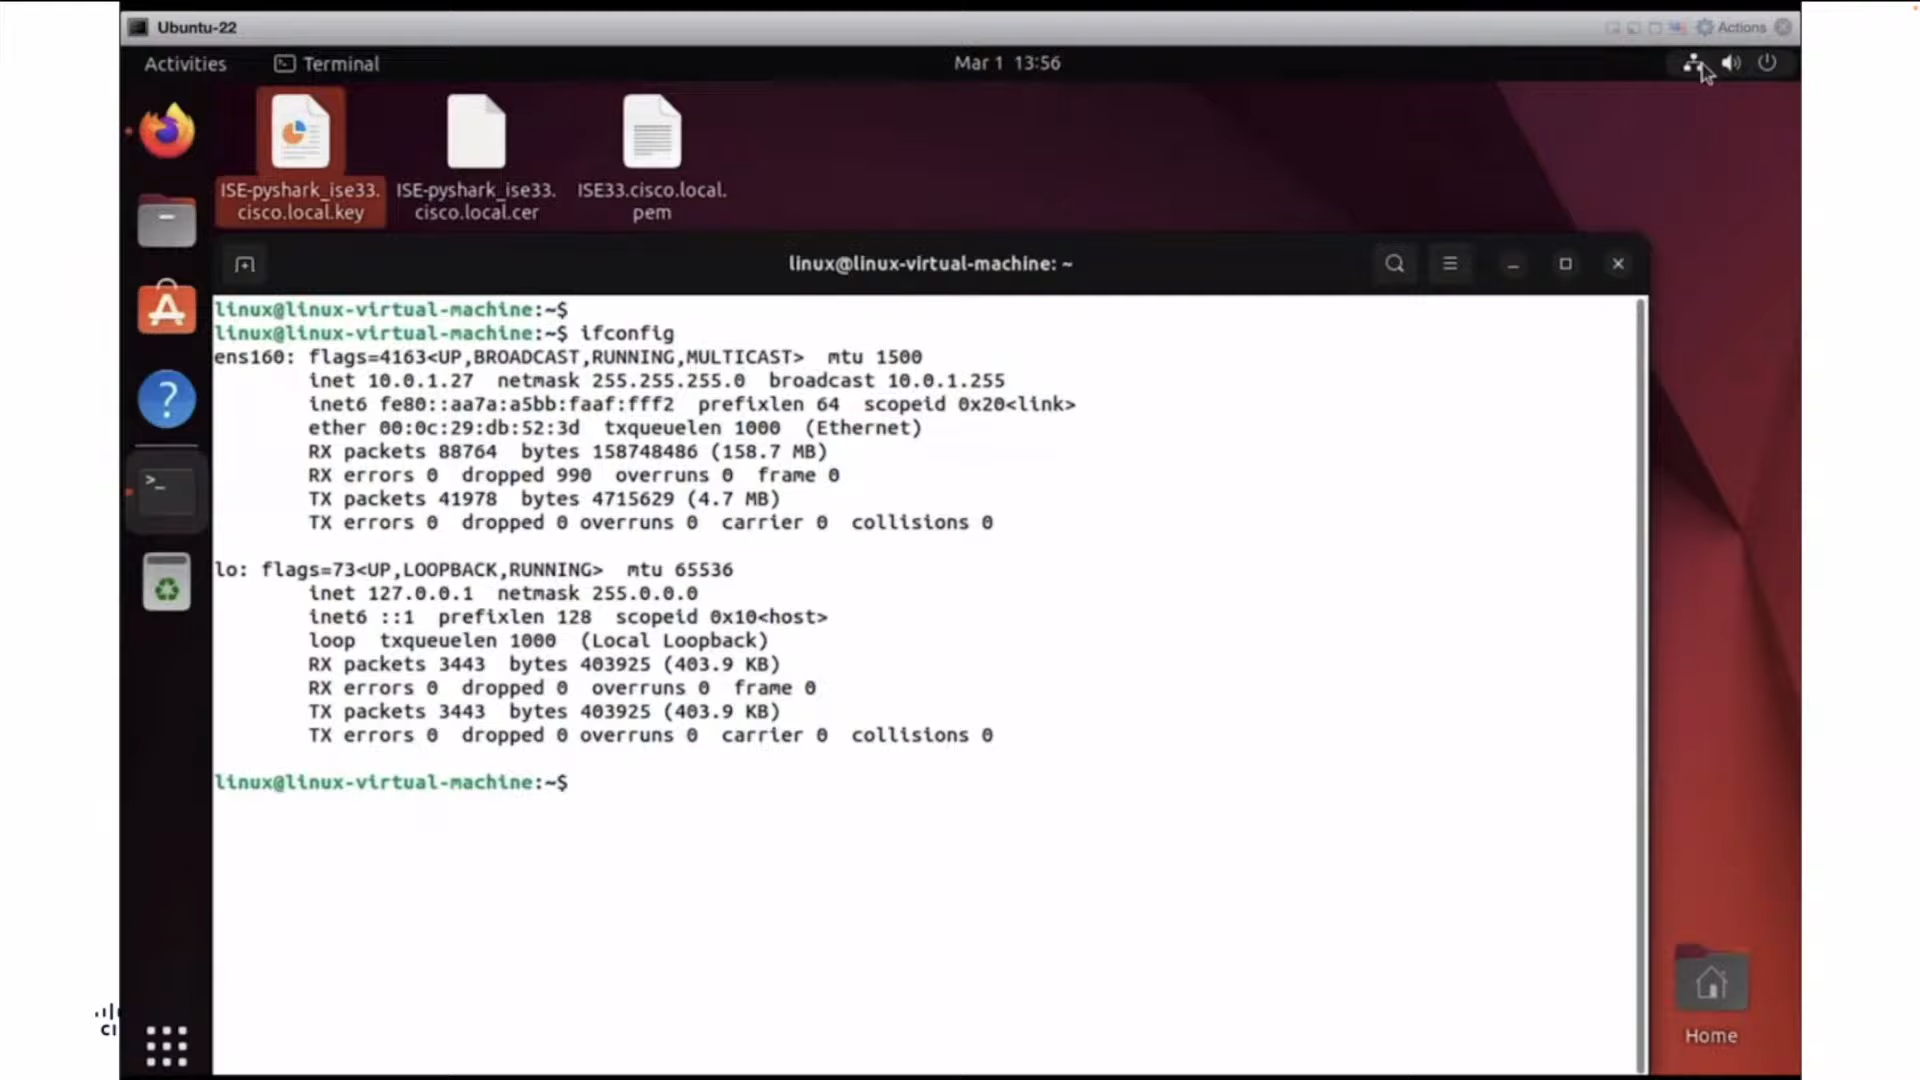 Ubuntu-22
Actions
Activities
Terminal
Mar 1 13:56
ISE-pyshark_ise33.
cisco.local.key
ISE-pyshark_ise33.
cisco.local.cer
ISE33.cisco.local.
pem
linux@linux-virtual-machine: ~
linux@linux-virtual-machine:~$
linux@linux-virtual-machine:~$ ifconfig
ens160: flags=4163<UP,BROADCAST,RUNNING,MULTICAST>  mtu 1500
        inet 10.0.1.27  netmask 255.255.255.0  broadcast 10.0.1.255
        inet6 fe80::aa7a:a5bb:faaf:fff2  prefixlen 64  scopeid 0x20<link>
        ether 00:0c:29:db:52:3d  txqueuelen 1000  (Ethernet)
        RX packets 88764  bytes 158748486 (158.7 MB)
        RX errors 0  dropped 990  overruns 0  frame 0
        TX packets 41978  bytes 4715629 (4.7 MB)
        TX errors 0  dropped 0 overruns 0  carrier 0  collisions 0
lo: flags=73<UP,LOOPBACK,RUNNING>  mtu 65536
        inet 127.0.0.1  netmask 255.0.0.0
        inet6 ::1  prefixlen 128  scopeid 0x10<host>
        loop  txqueuelen 1000  (Local Loopback)
        RX packets 3443  bytes 403925 (403.9 KB)
        RX errors 0  dropped 0  overruns 0  frame 0
        TX packets 3443  bytes 403925 (403.9 KB)
        TX errors 0  dropped 0 overruns 0  carrier 0  collisions 0
linux@linux-virtual-machine:~$
Home